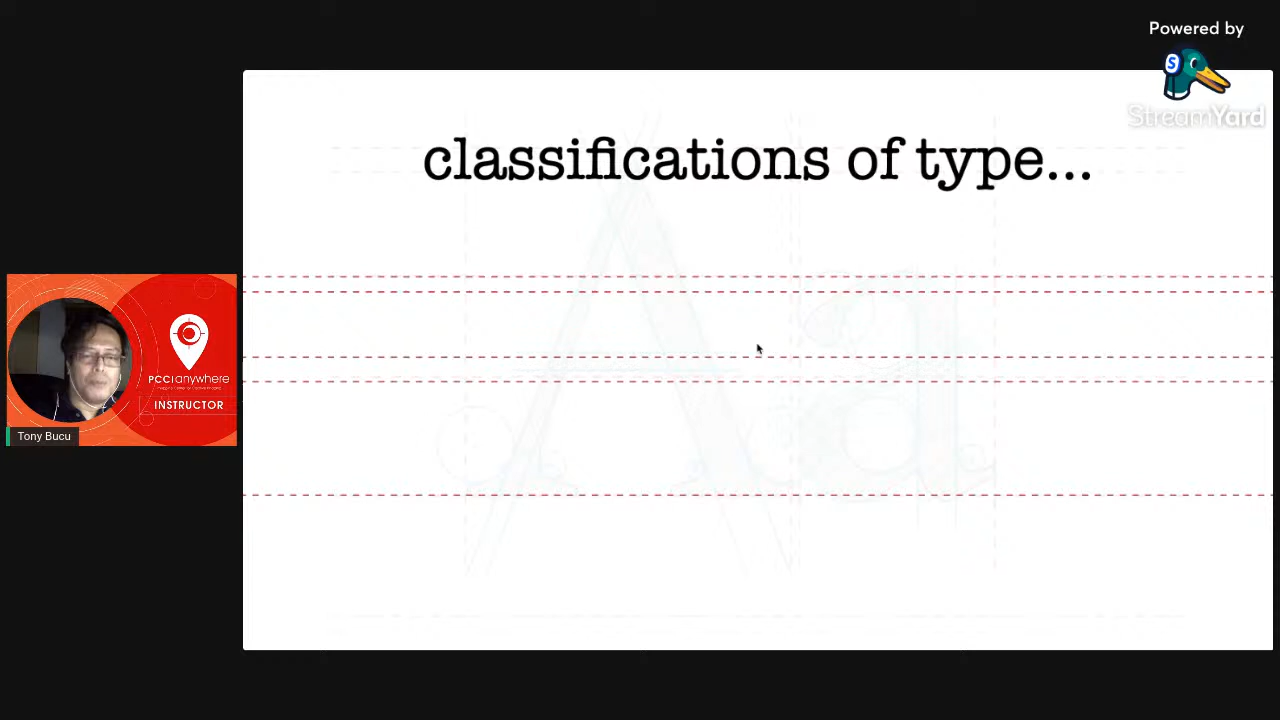 Powered by
StreamYard
classifications of type...
PCCI anywhere
INSTRUCTOR
Tony Bucu